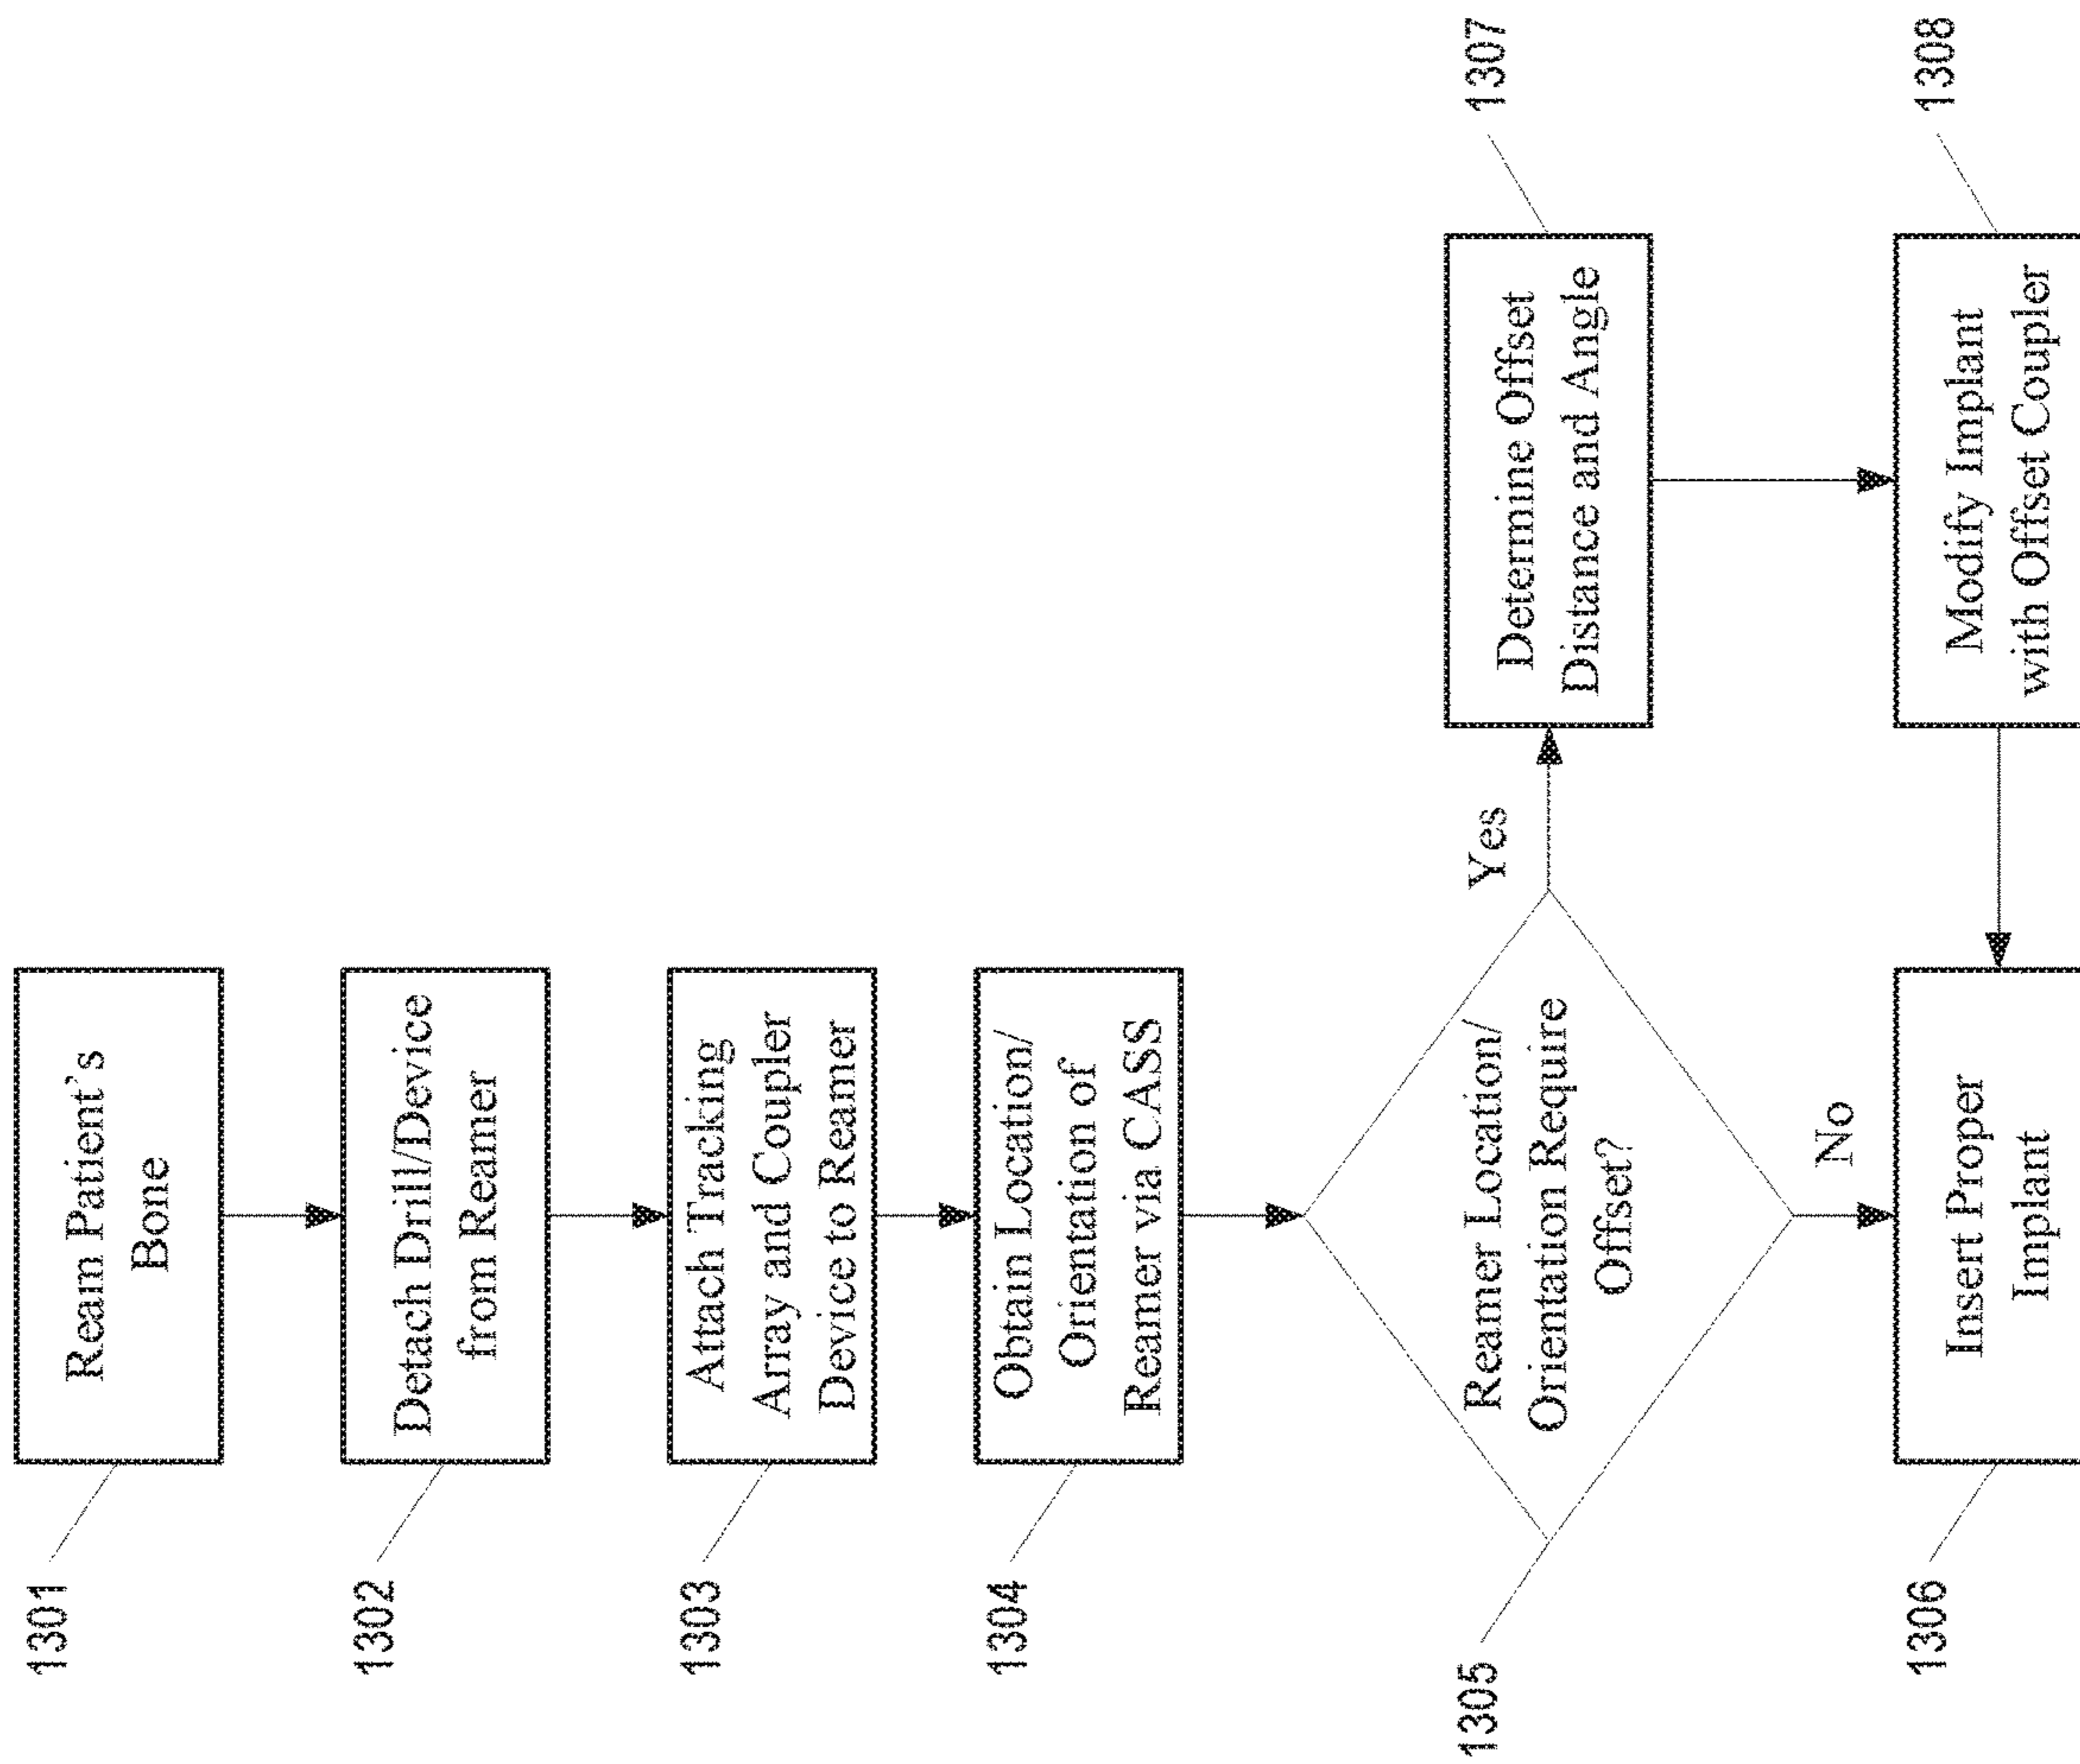 1301
Ream Patient's
Bone
1302
Detach Drill/Device
from Reamer
1303
Attach Tracking
Array and Coupler
Device to Reamer
1304
Obtain Location/
Orientation of
Reamer via CASS
1305
Reamer Location/
Orientation Require
Offset?
Yes
1307
Determine Offset
Distance and Angle
No
1306
Insert Proper
Implant
1308
Modify Implant
with Offset Coupler